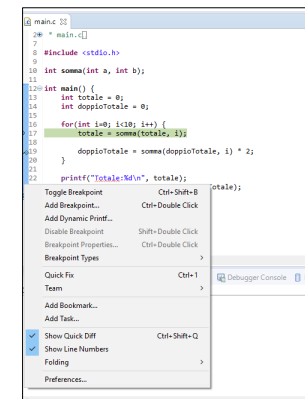 main.c
2 * main.c
7
8 #include <stdio.h>
9
10 int somma(int a, int b);
11
12 int main() {
13 int totale = 0;
14 int doppioTotale = 0;
15
16 for(int i=0; i<10; i++) {
17 totale = somma(totale, i);
18
19 doppioTotale = somma(doppioTotale, i) * 2;
20 }
21
22 printf("Totale:%d\n", totale);
otale);
Toggle Breakpoint Ctrl+Shift+B
Add Breakpoint... Ctrl+Double Click
Add Dynamic Printf...
Disable Breakpoint Shift+Double Click
Breakpoint Properties... Ctrl+Double Click
Breakpoint Types
Quick Fix Ctrl+1
Team
Debugger Console
Add Bookmark...
Add Task...
Show Quick Diff Ctrl+Shift+Q
Show Line Numbers
Folding
Preferences...